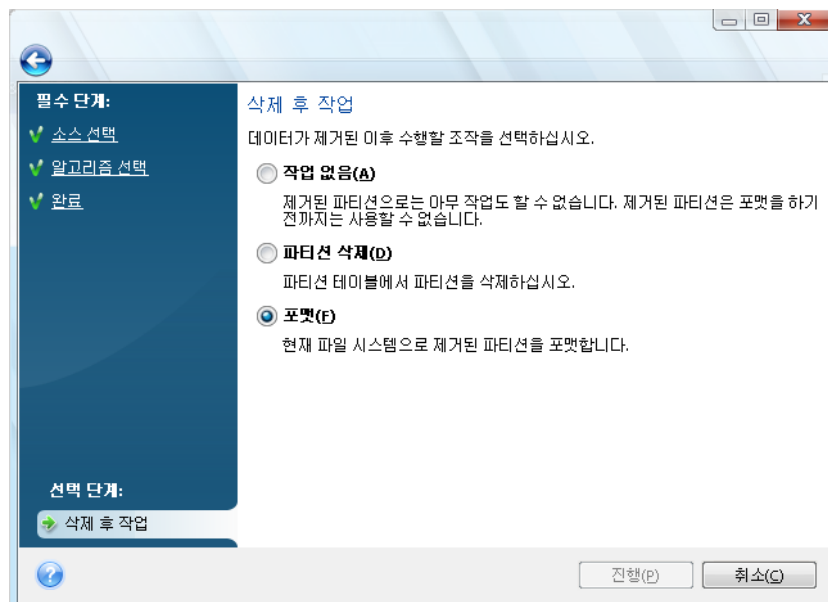 필수 단계:
소스 선택
알고리즘 선택
완료
선택 단계:
삭제 후 작업
삭제 후 작업
데이터가 제거된 이후 수행할 조작을 선택하십시오.
작업 없음(A)
제거된 파티션으로는 아무 작업도 할 수 없습니다. 제거된 파티션은 포맷을 하기
전까지는 사용할 수 없습니다.
파티션 삭제(D)
파티션 테이블에서 파티션을 삭제하십시오.
포맷(F)
현재 파일 시스템으로 제거된 파티션을 포맷합니다.
진행(P)
취소(C)